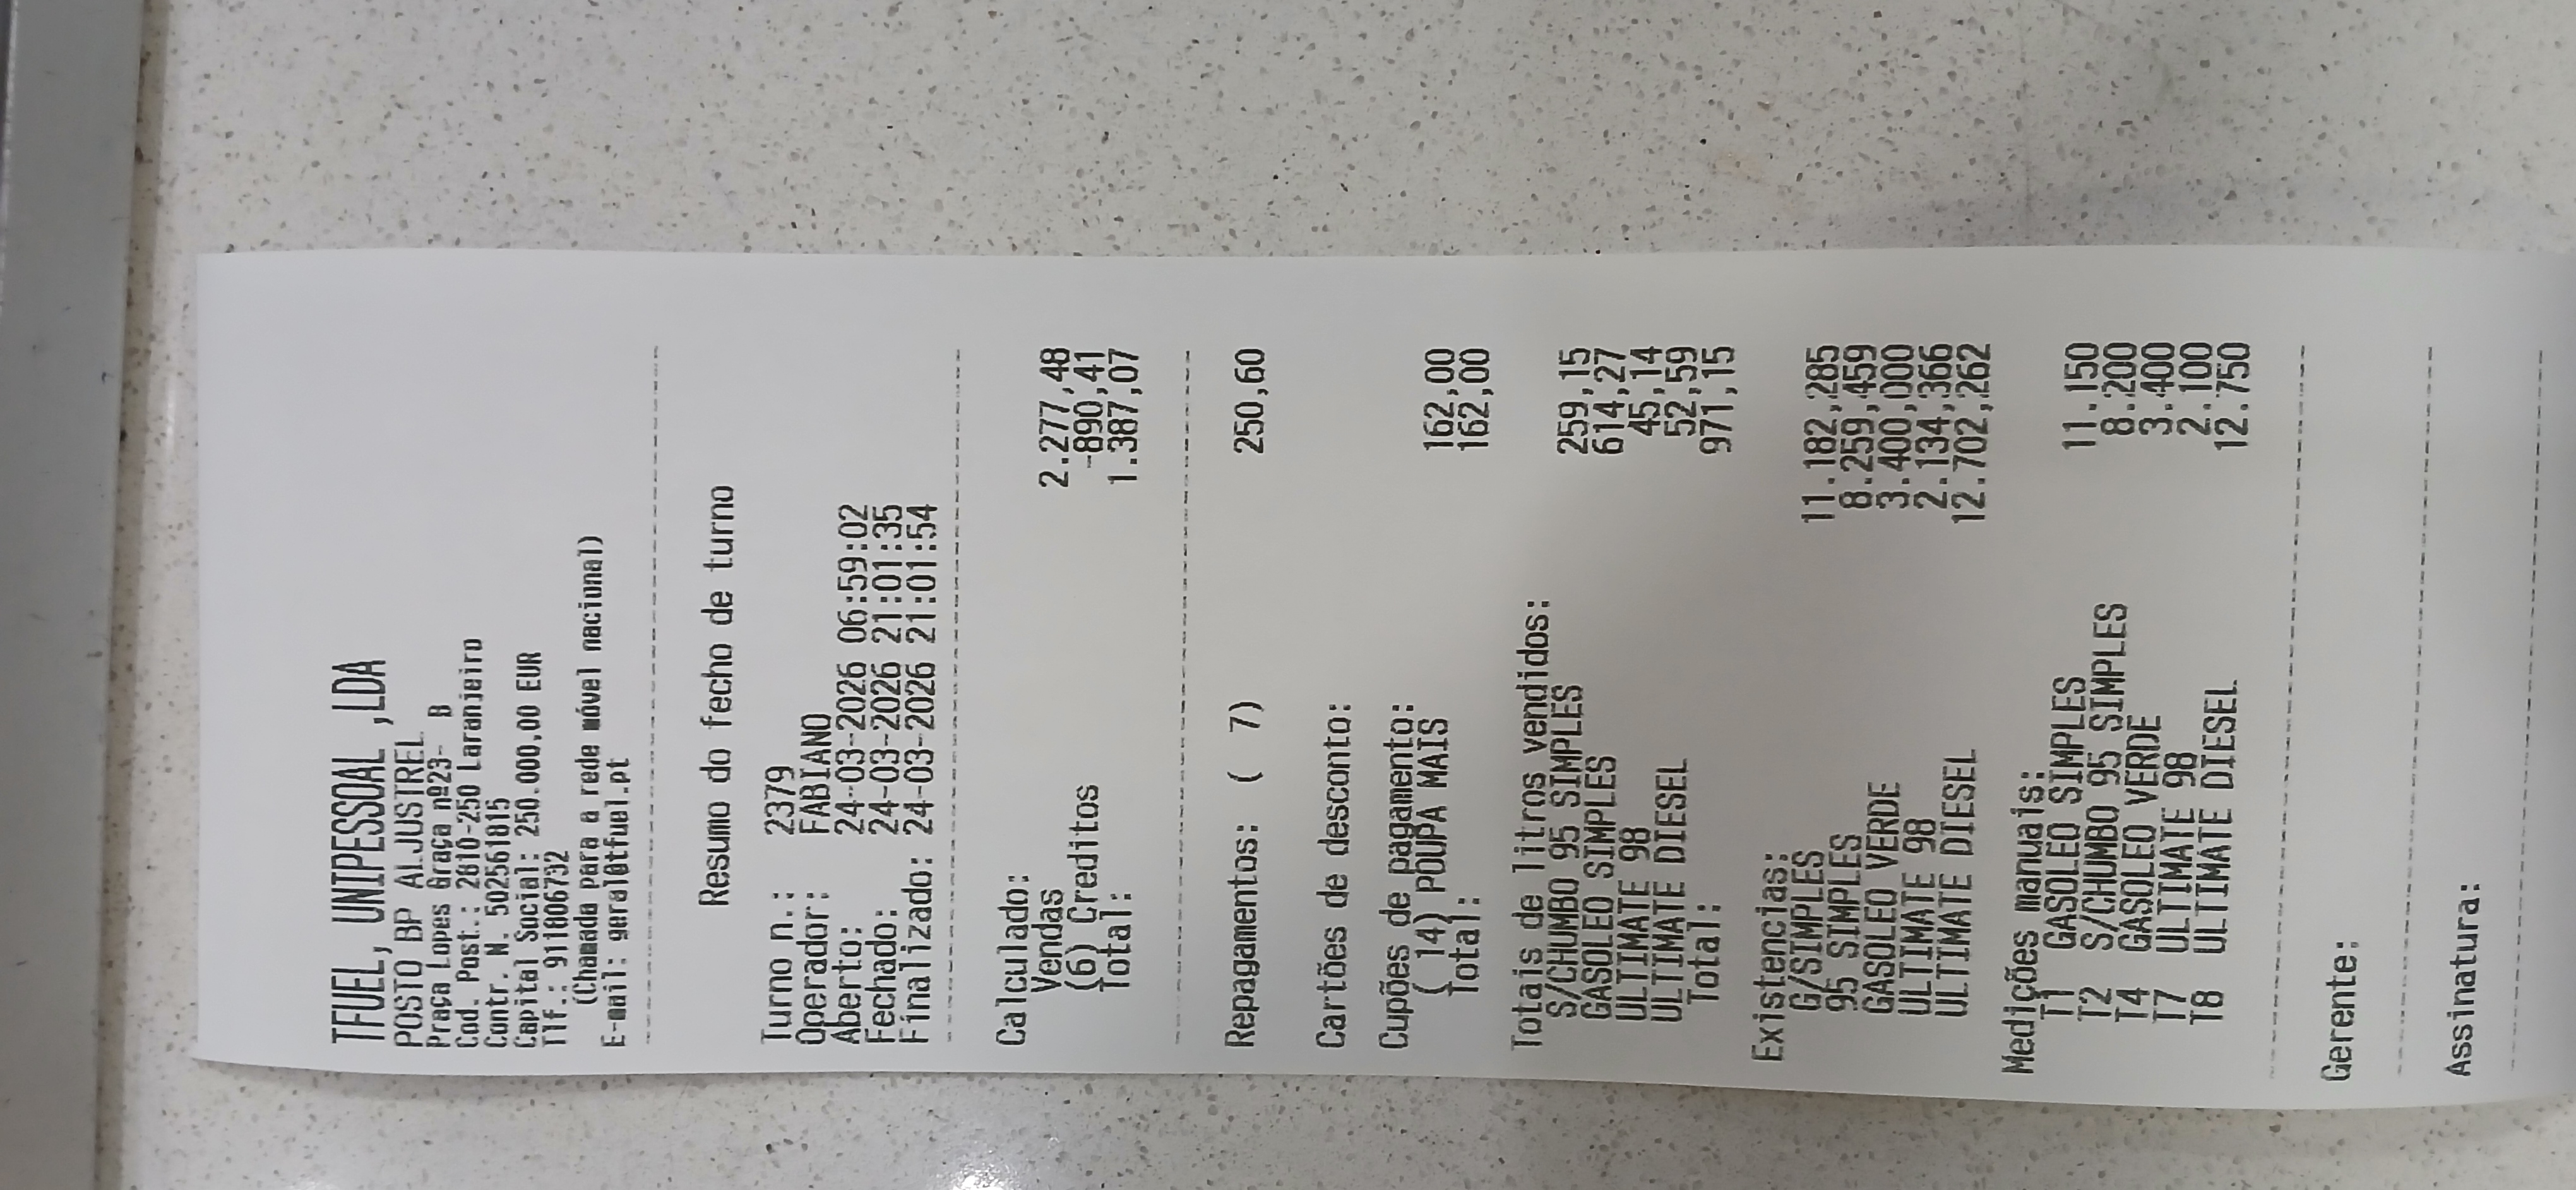 TFUEL, UNIPESSOAL ,LDA
POSTO BP ALJUSTREL
Praça Lopes Graça nº23- B
Cod. Post.: 2810-250 Laranjeiro
Contr. N. 502561815
Capital Social: 250.000,00 EUR
Tlf.: 911806732
(Chamada para a rede móvel nacional)
E-mail: geral@tfuel.pt
Resumo do fecho de turno
Turno n.: 2379
Operador: FABIANO
Aberto: 24-03-2026 06:59:02
Fechado: 24-03-2026 21:01:35
Finalizado: 24-03-2026 21:01:54
Calculado:
Vendas 2.277,48
(6) Creditos -890,41
Total: 1.387,07
Repagamentos: ( 7) 250,60
Cartões de desconto:
Cupões de pagamento:
( 14) POUPA MAIS 162,00
Total: 162,00
Totais de litros vendidos:
S/CHUMBO 95 SIMPLES 259,15
GASOLEO SIMPLES 614,27
ULTIMATE 98 45,14
ULTIMATE DIESEL 52,59
Total: 971,15
Existencias:
G/SIMPLES 11.182,285
95 SIMPLES 8.259,459
GASOLEO VERDE 3.400,000
ULTIMATE 98 2.134,366
ULTIMATE DIESEL 12.702,262
Medições manuais:
T1 GASOLEO SIMPLES 11.150
T2 S/CHUMBO 95 SIMPLES 8.200
T4 GASOLEO VERDE 3.400
T7 ULTIMATE 98 2.100
T8 ULTIMATE DIESEL 12.750
Gerente:
Assinatura: